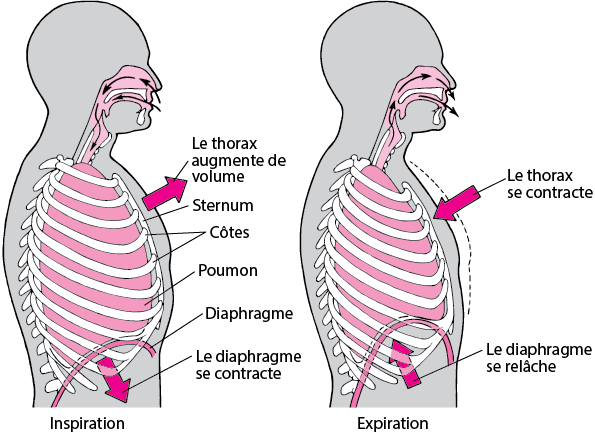 Le thorax
augmente de
volume
Sternum
Côtes
Poumon
Diaphragme
Le diaphragme
se contracte
Inspiration
Le thorax
se contracte
Le diaphragme
se relâche
Expiration